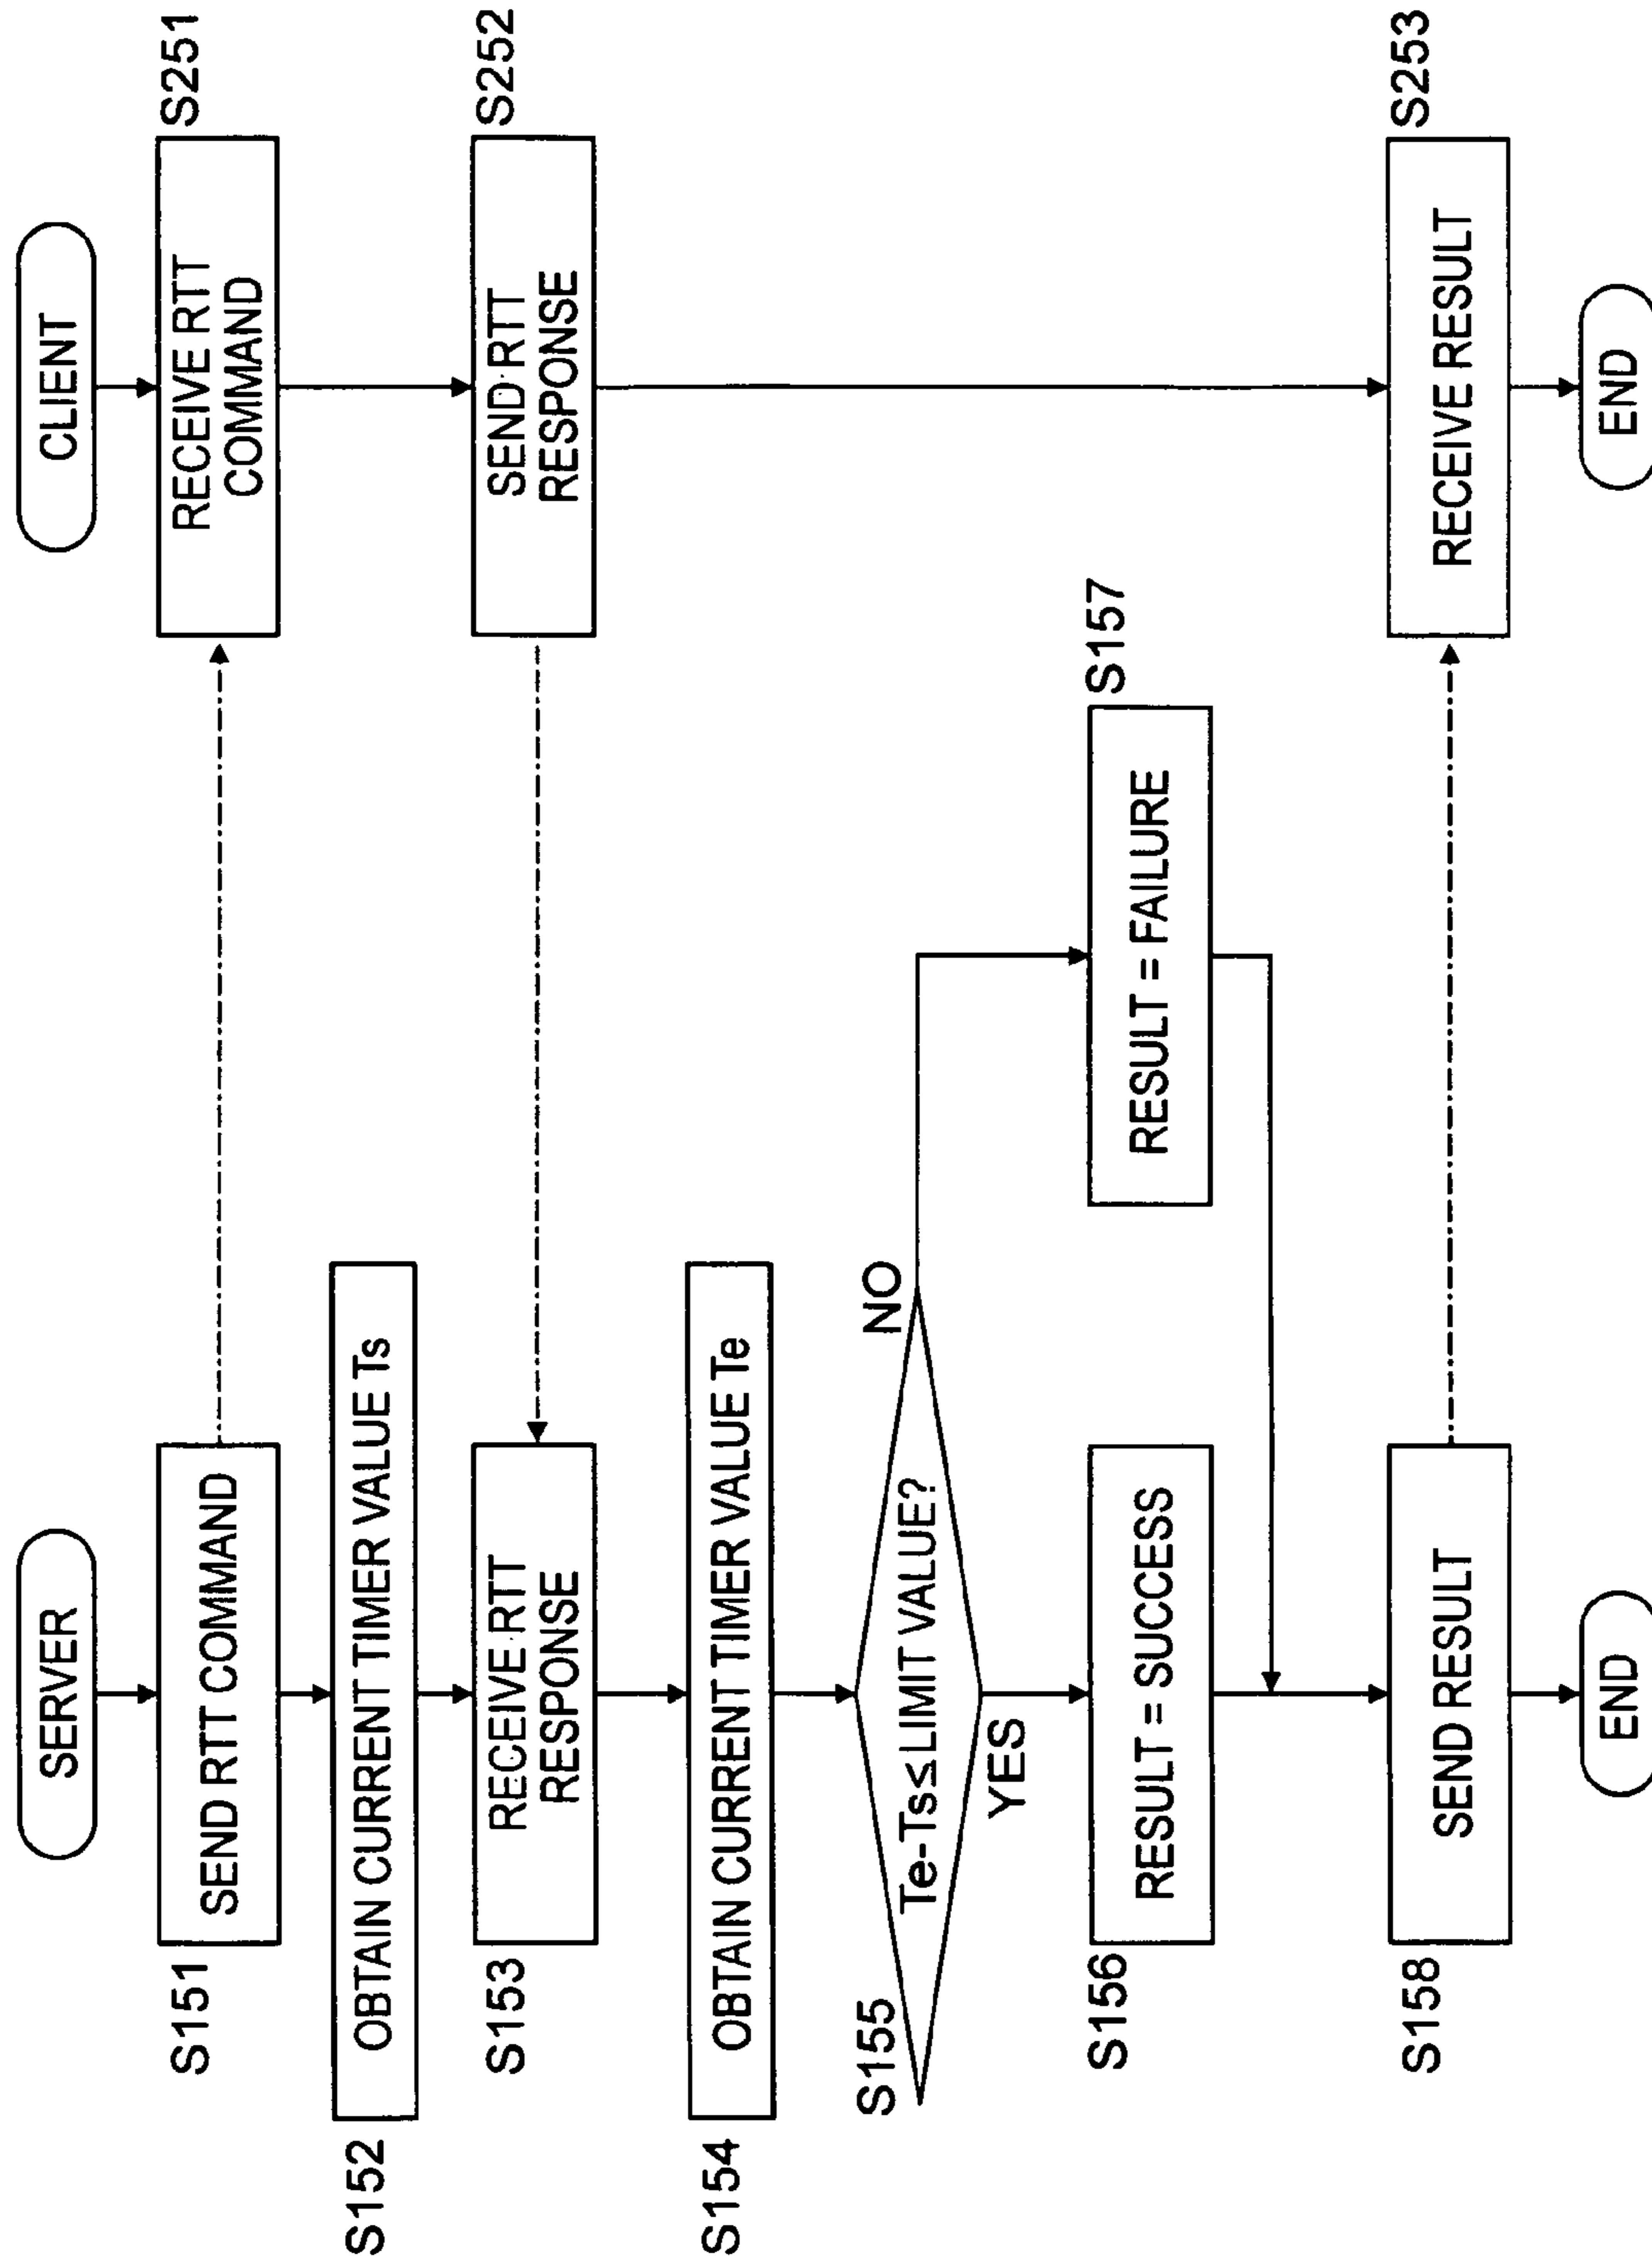 SERVER
S151
SEND RTT COMMAND
S152
OBTAIN CURRENT TIMER VALUE Ts
S153
RECEIVE RTT
RESPONSE
S154
OBTAIN CURRENT TIMER VALUE Te
S155
Te-Ts≤LIMIT VALUE?
NO
YES
S156
RESULT = SUCCESS
S157
RESULT = FAILURE
S158
SEND RESULT
END
CLIENT
S251
RECEIVE RTT
COMMAND
S252
SEND RTT
RESPONSE
S253
RECEIVE RESULT
END